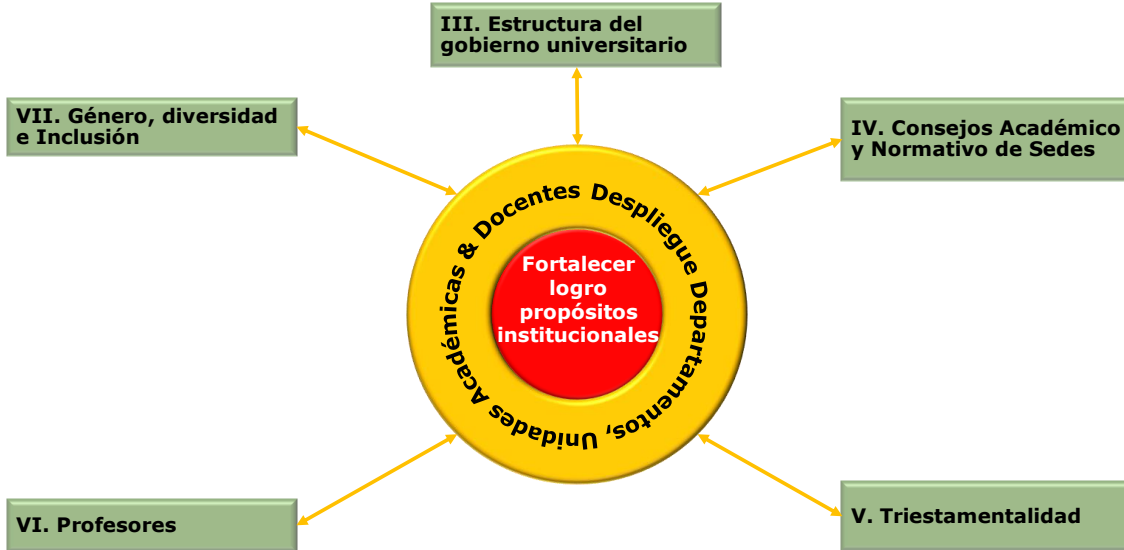 III. Estructura del
gobierno universitario
VII. Género, diversidad
e Inclusión
IV. Consejos Académico
y Normativo de Sedes
Despliegue Departamentos, Unidades Académicas & Docentes
Fortalecer
logro
propósitos
institucionales
VI. Profesores
V. Triestamentalidad